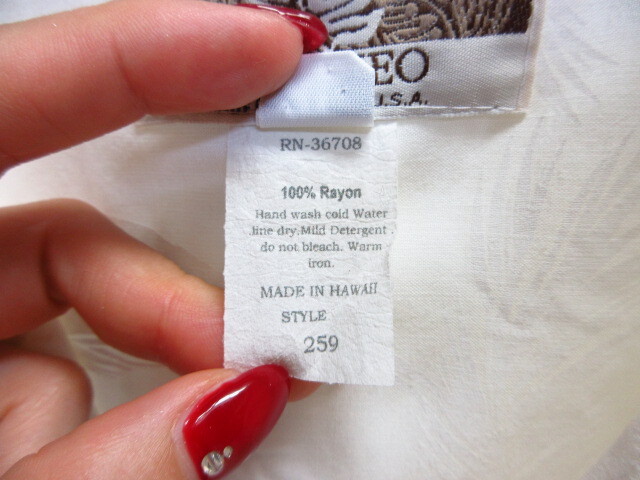 EO
U.S.A.
RN-36708
100% Rayon
Hand wash cold Water
line dry,Mild Detergent .
do not bleach. Warm
iron.
MADE IN HAWAII
STYLE
259